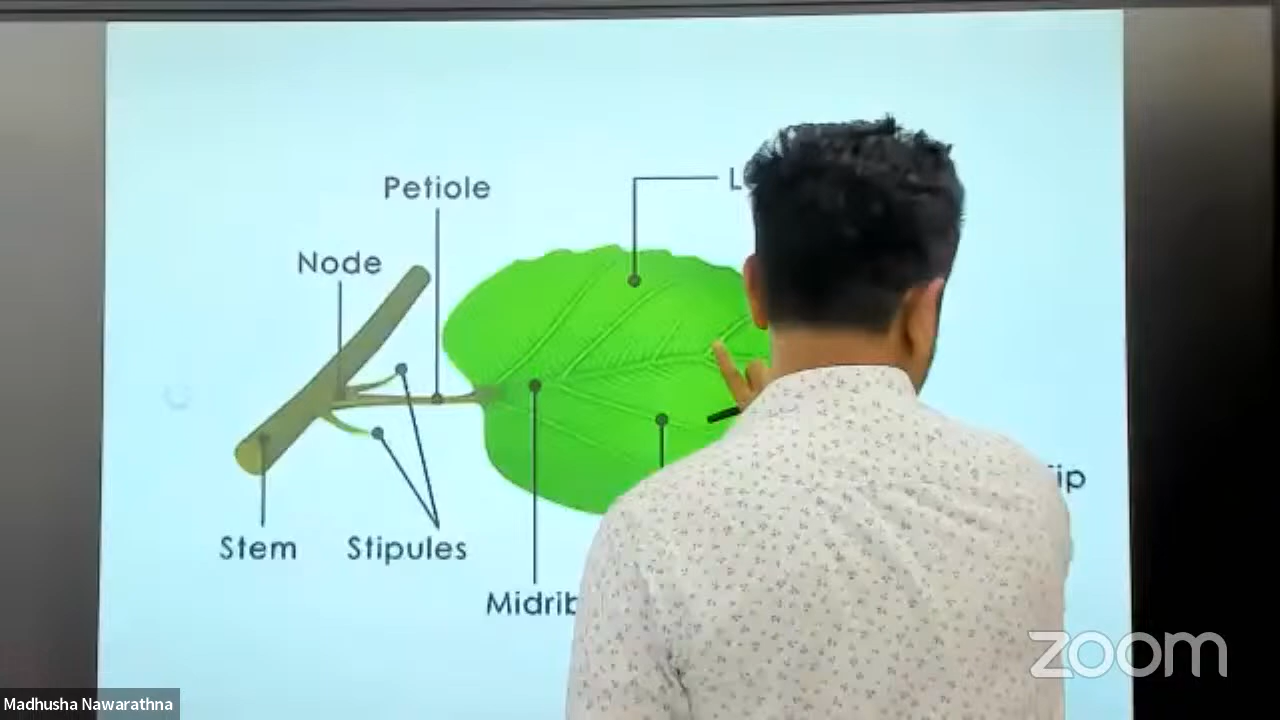 Petiole
Node
Stem
Stipules
Midrib
zoom
Madhusha Nawarathna